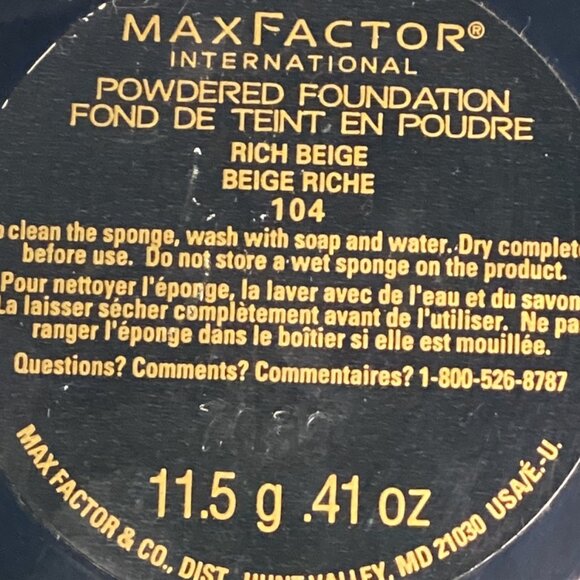 MAXFACTOR®
INTERNATIONAL
POWDERED FOUNDATION
FOND DE TEINT EN POUDRE
RICH BEIGE
BEIGE RICHE
104
o clean the sponge, wash with soap and water. Dry complet
before use. Do not store a wet sponge on the product.
Pour nettoyer l'éponge, la laver avec de l'eau et du savon
La laisser sécher complètement avant de l'utiliser. Ne pa
ranger l'éponge dans le boîtier si elle est mouillée.
Questions? Comments? Commentaires? 1-800-526-8787
11.5 g .41 oz
MAX FACTOR & CO., DIST. HUNT VALLEY, MD 21030 USA/É.-U.